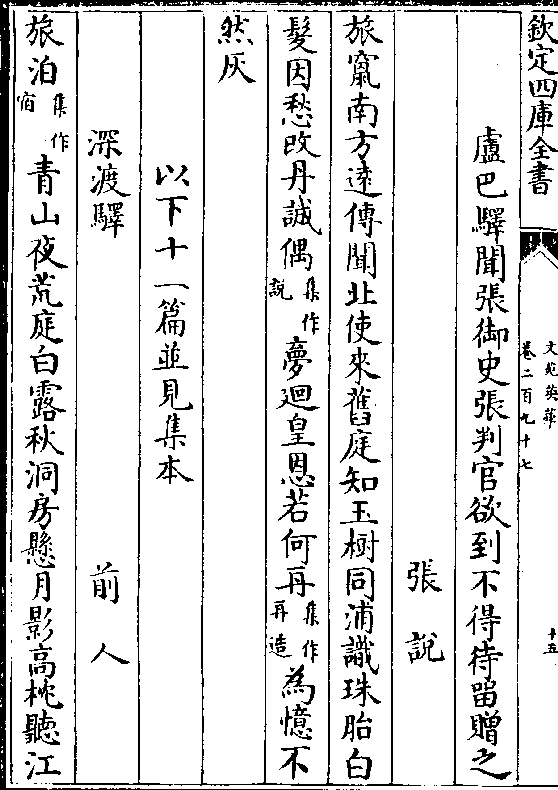 欽定四庫全書
文苑英華
卷二百九十七
十五
盧巴驛聞張御史張判官欲到不得待留贈之
張說
旅竄南方遠傳聞北使來舊庭知玉樹同浦識珠胎白
髮因愁改丹誠偶集作說夢迴皇恩若何再集作再造為憶不
然灰
以下十一篇並見集本
深渡驛 前人
旅泊集作宿青山夜荒庭白露秋洞房懸月影高枕聽江